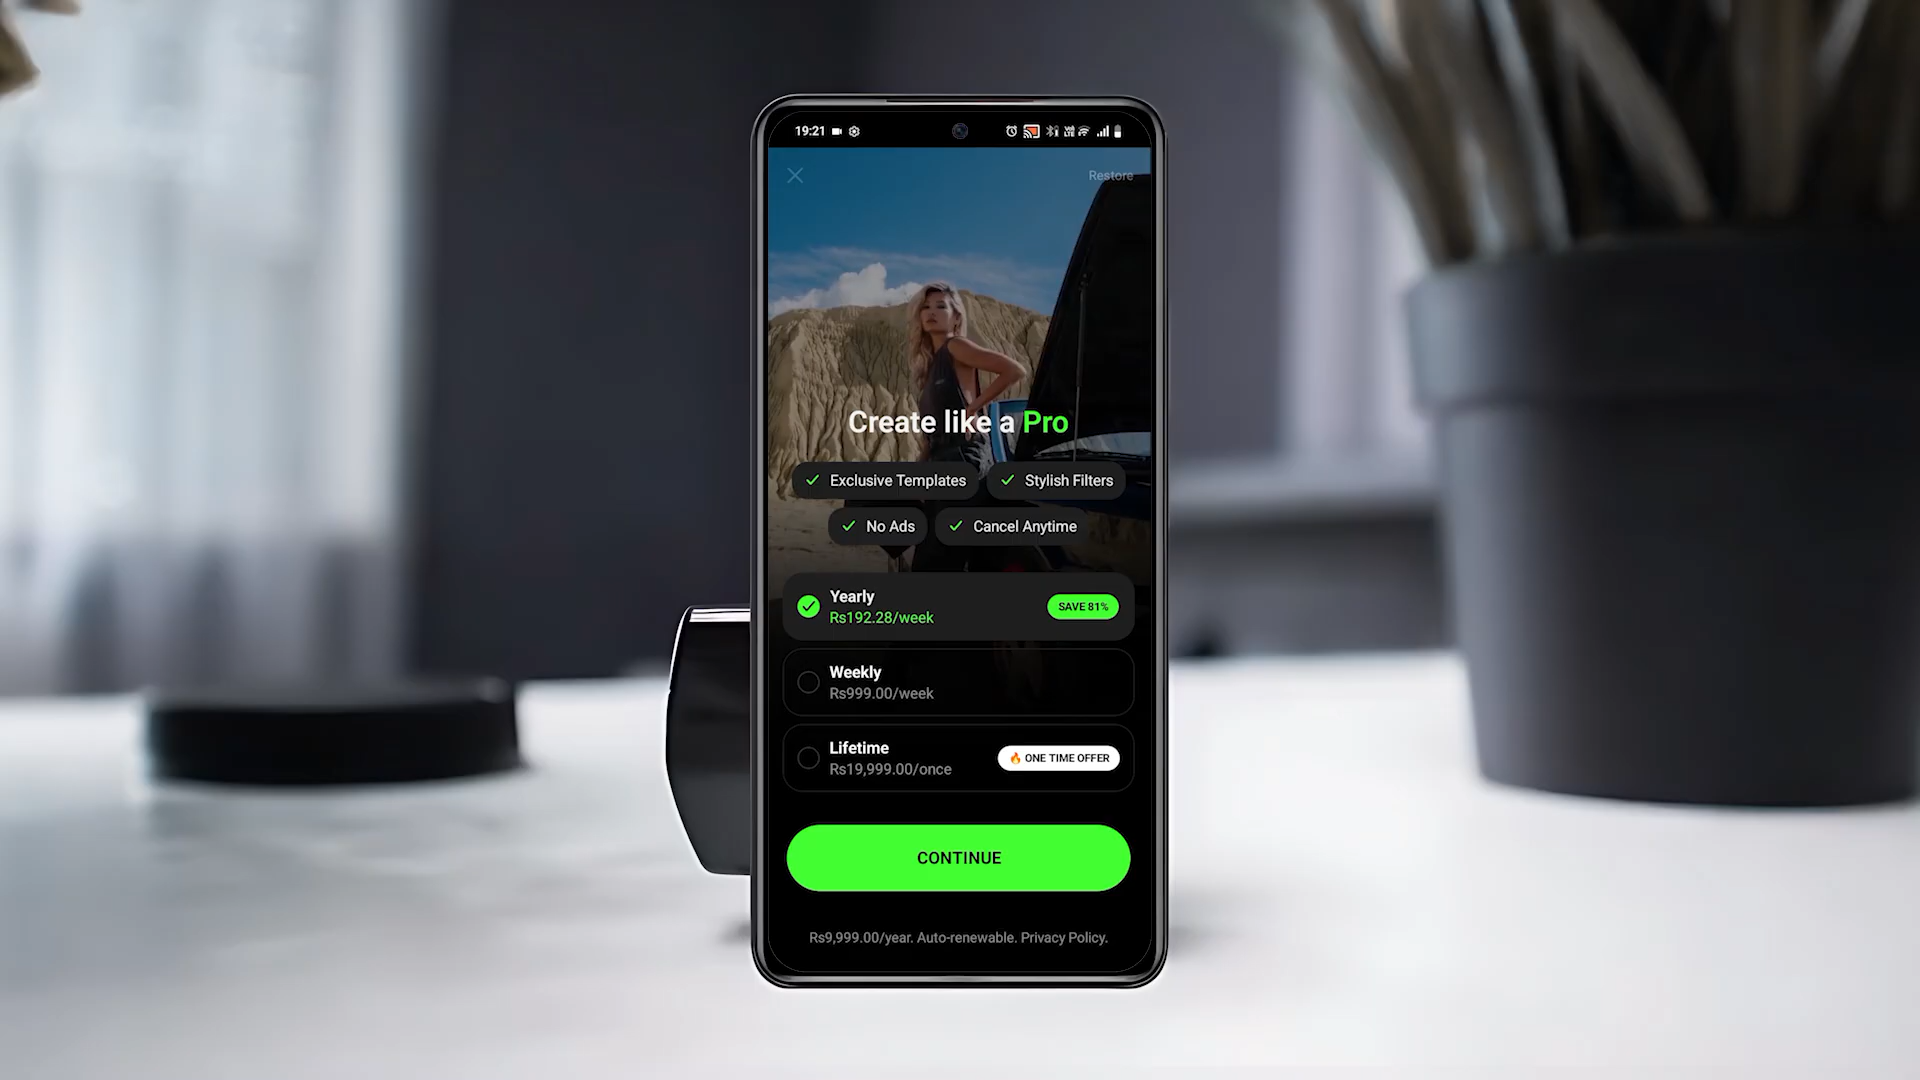 19:21
Restore
Create like a Pro
Exclusive Templates
Stylish Filters
No Ads
Cancel Anytime
Yearly
Rs192.28/week
SAVE 81%
Weekly
Rs999.00/week
Lifetime
Rs19,999.00/once
🔥 ONE TIME OFFER
CONTINUE
Rs9,999.00/year. Auto-renewable. Privacy Policy.